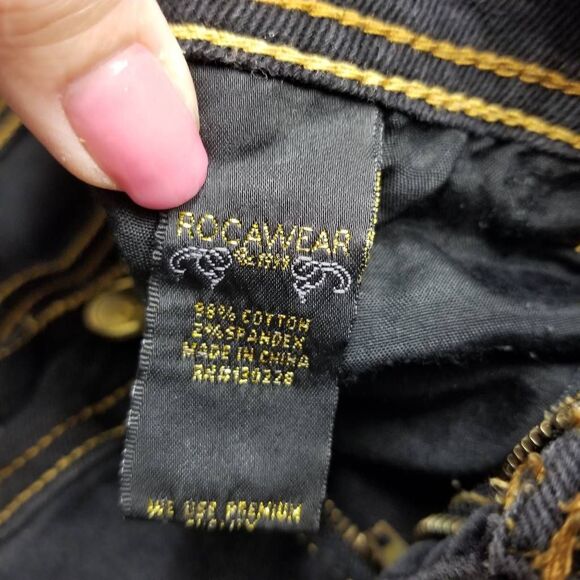 ROCAWEAR
98% COTTON
2% SPANDEX
MADE IN CHINA
RN#130228
WE USE PREMIUM